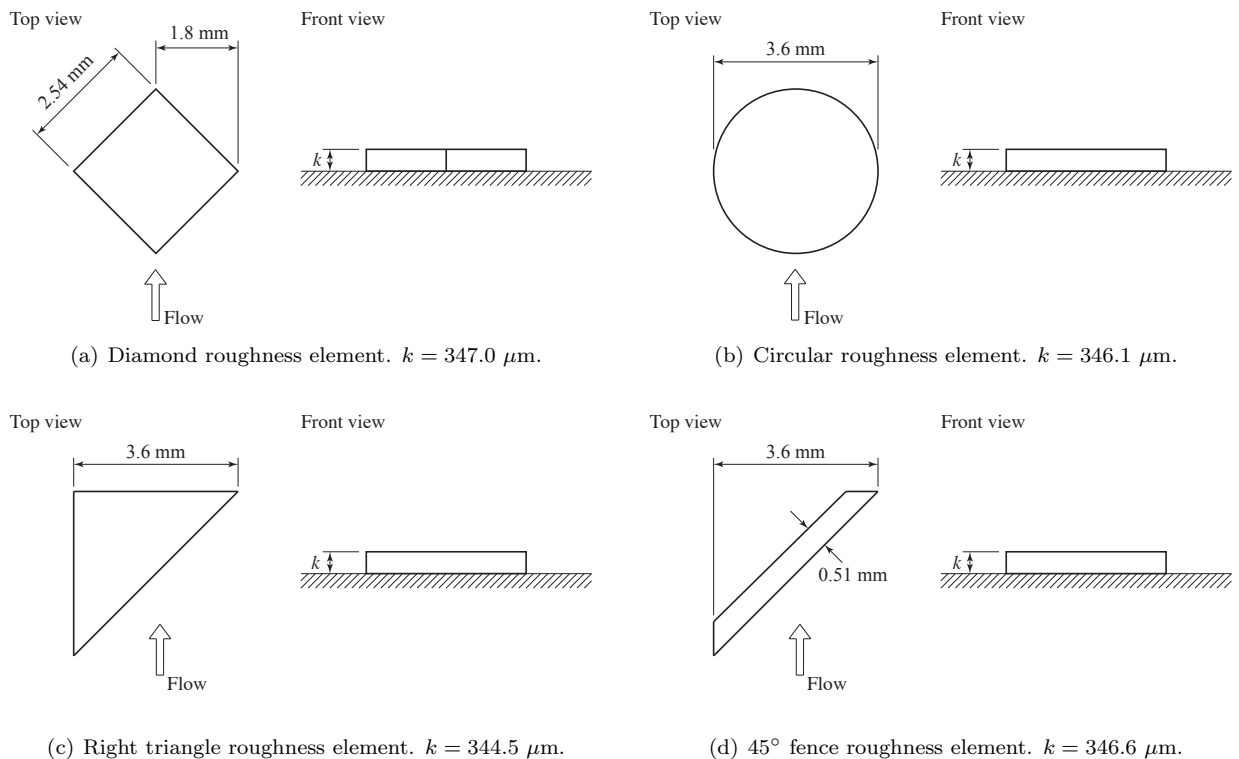 Top view
Front view
1.8 mm
2.54 mm
k
Flow
(a) Diamond roughness element. k = 347.0 μm.
Top view
Front view
3.6 mm
k
Flow
(b) Circular roughness element. k = 346.1 μm.
Top view
Front view
3.6 mm
k
Flow
(c) Right triangle roughness element. k = 344.5 μm.
Top view
Front view
3.6 mm
k
0.51 mm
Flow
(d) 45° fence roughness element. k = 346.6 μm.